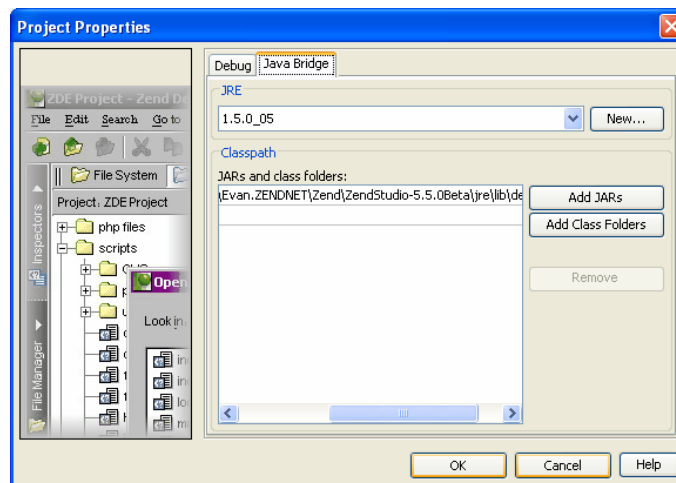 Project Properties
Debug
Java Bridge
JRE
1.5.0_05
New...
Classpath
JARs and class folders:
\Evan.ZENDNET\Zend\ZendStudio-5.5.0Beta\jre\lib\de
Add JARs
Add Class Folders
Remove
OK
Cancel
Help
ZDE Project - Zend De
File Edit Search Go to
File System
Project: ZDE Project
Inspectors
File Manager
php files
scripts
Open
Look in